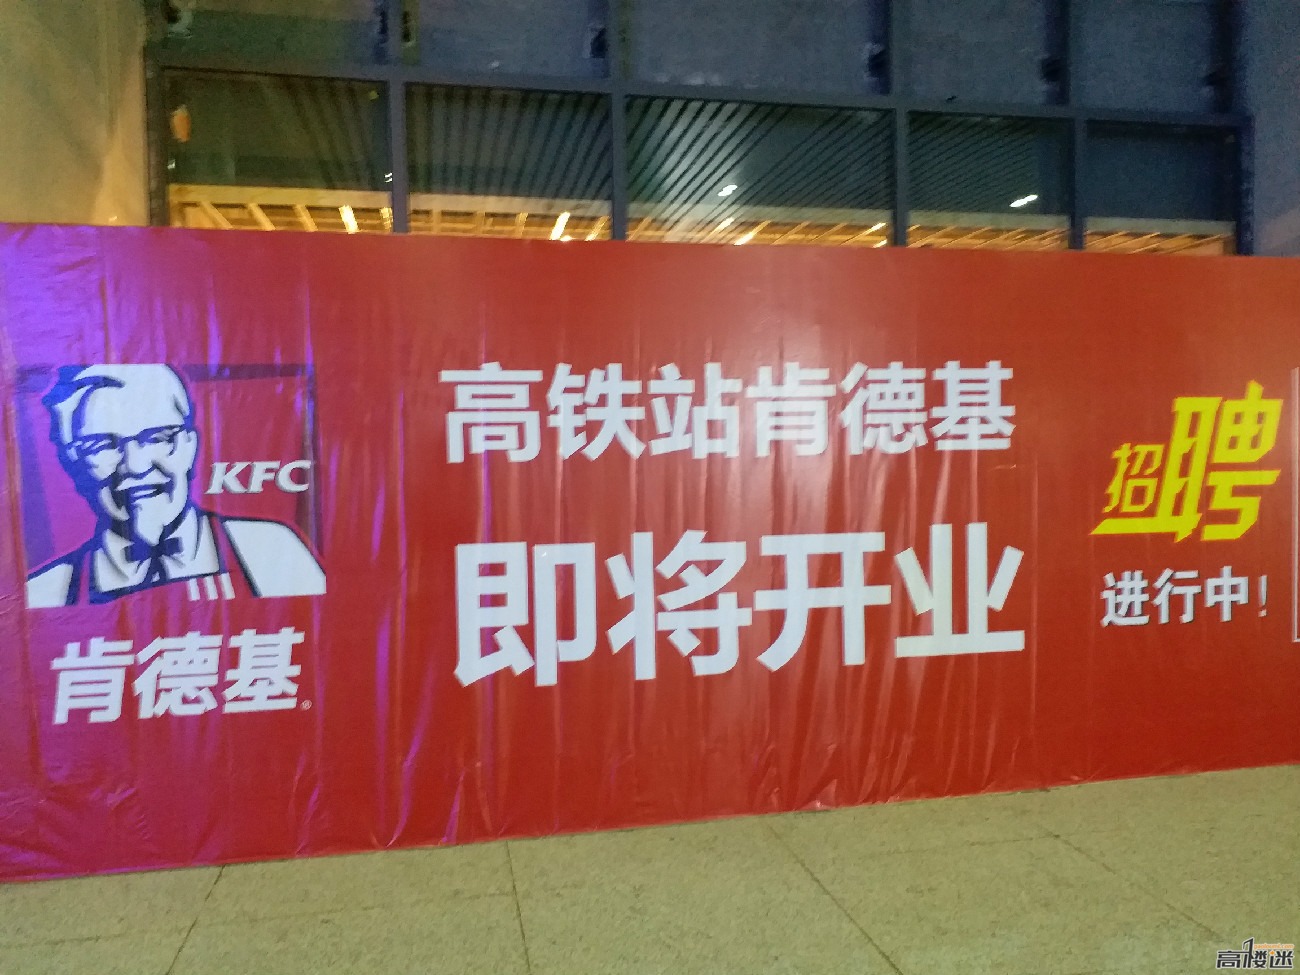 KFC
肯德基®
高铁站肯德基
即将开业
招聘
进行中!
高楼迷